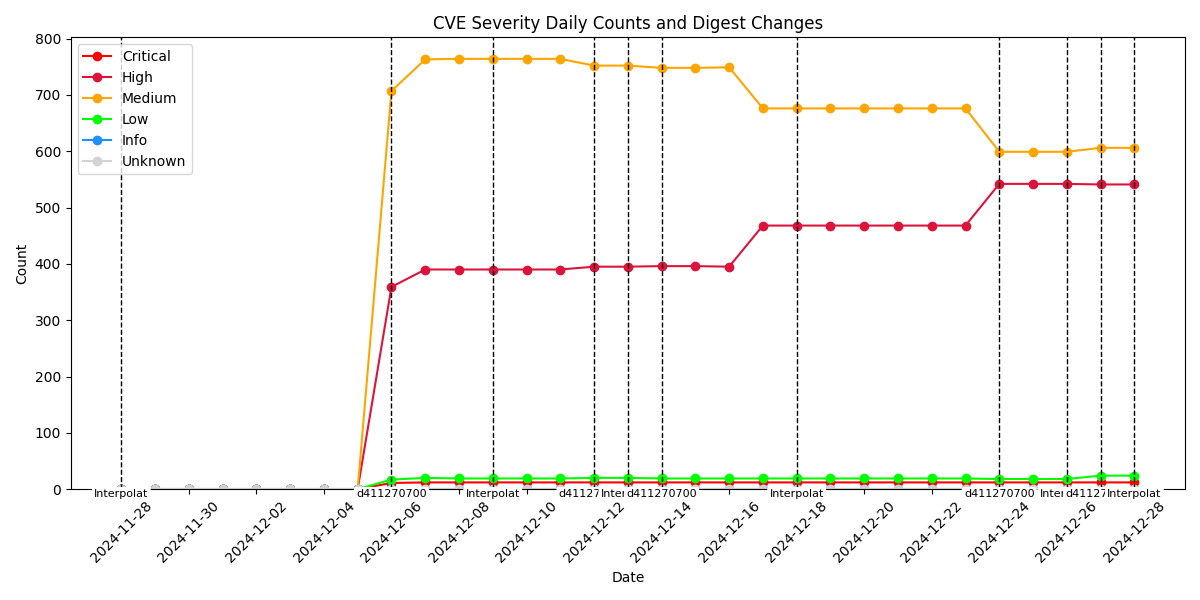 CVE Severity Daily Counts and Digest Changes
Critical
High
Medium
Low
Info
Unknown
800
700
600
500
400
300
200
100
0
Count
Interpolat
d411270700
Interpolat
d41127
Inter
d411270700
Interpolat
d411270700
Inter
d41127
Interpolat
2024-11-28
2024-11-30
2024-12-02
2024-12-04
2024-12-06
2024-12-08
2024-12-10
2024-12-12
2024-12-14
2024-12-16
2024-12-18
2024-12-20
2024-12-22
2024-12-24
2024-12-26
2024-12-28
Date